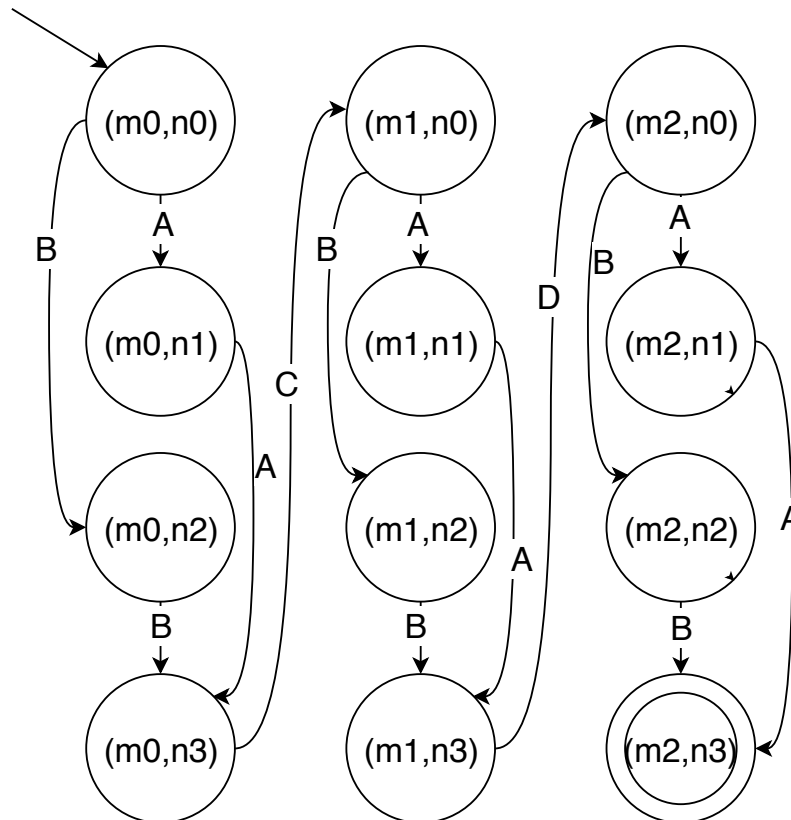 (m0,n0)
(m1,n0)
(m2,n0)
A
A
A
B
B
B
D
(m0,n1)
(m1,n1)
(m2,n1)
C
A
A
A
(m0,n2)
(m1,n2)
(m2,n2)
B
B
B
(m0,n3)
(m1,n3)
(m2,n3)